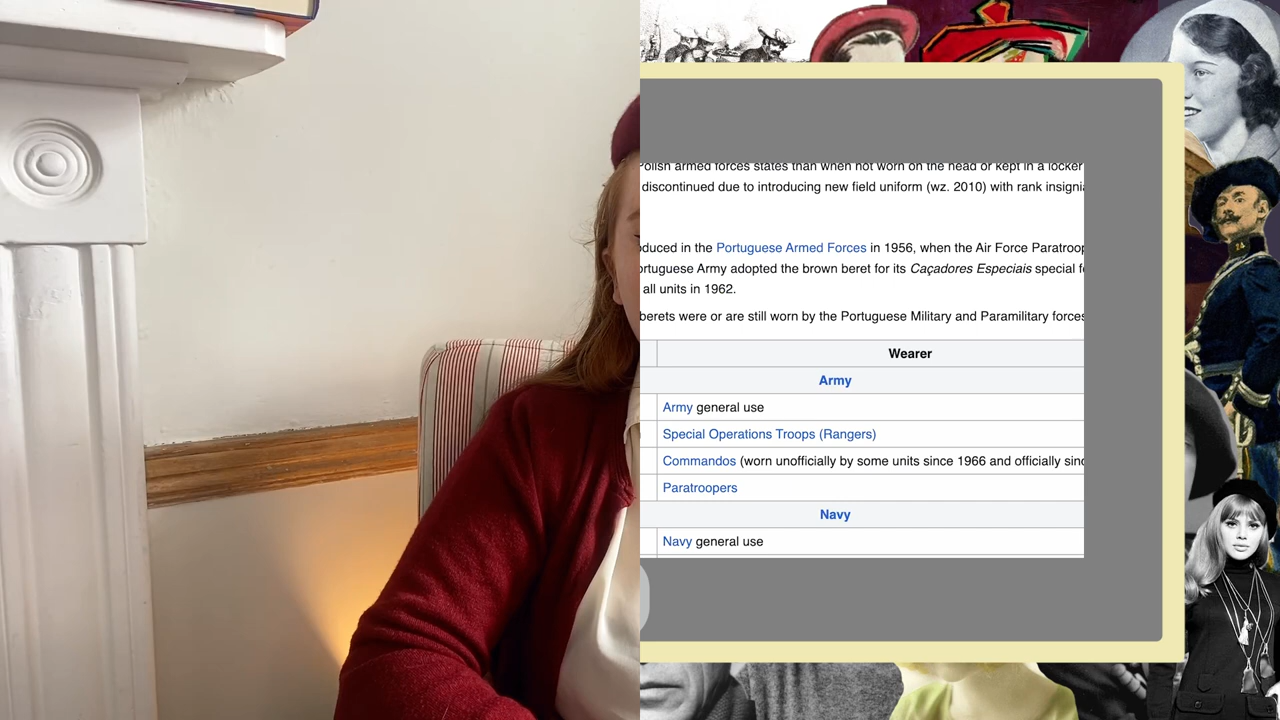 olish armed forces states than when not worn on the head or kept in a locker
discontinued due to introducing new field uniform (wz. 2010) with rank insignia
oduced in the Portuguese Armed Forces in 1956, when the Air Force Paratroop
ortuguese Army adopted the brown beret for its Caçadores Especiais special fo
all units in 1962.
berets were or are still worn by the Portuguese Military and Paramilitary forces
Wearer
Army
Army general use
Special Operations Troops (Rangers)
Commandos (worn unofficially by some units since 1966 and officially sinc
Paratroopers
Navy
Navy general use
24